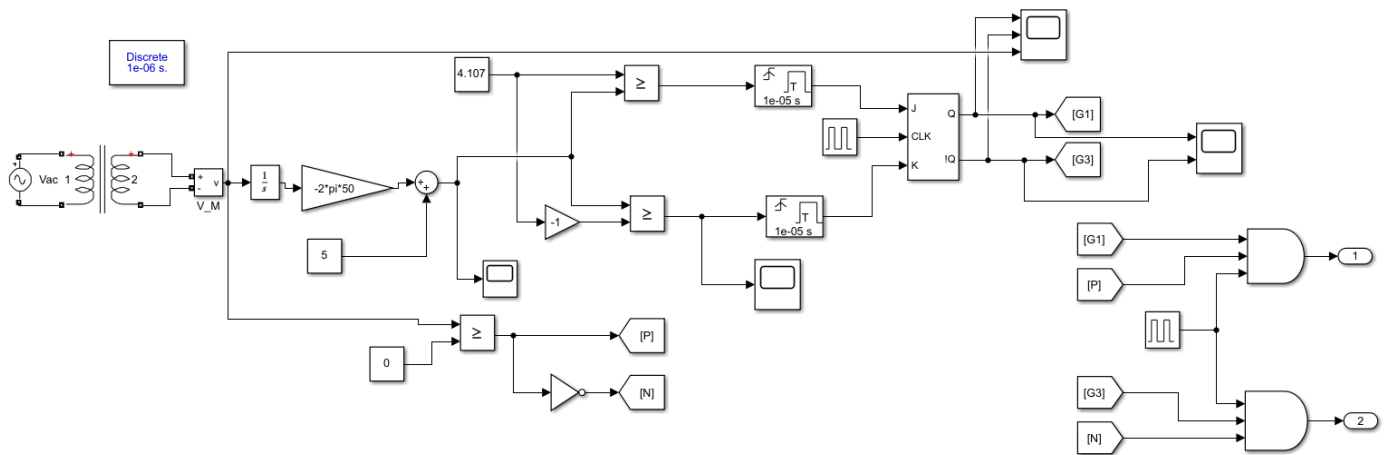 Discrete
1e-06 s.
Vac
1
2
+
-
v
V_M
1
s
-2*pi*50
+
+
5
4.107
-1
≥
≥
T
1e-05 s
T
1e-05 s
J
CLK
K
Q
!Q
[G1]
[G3]
0
≥
[P]
[N]
[G1]
[P]
1
[G3]
[N]
2